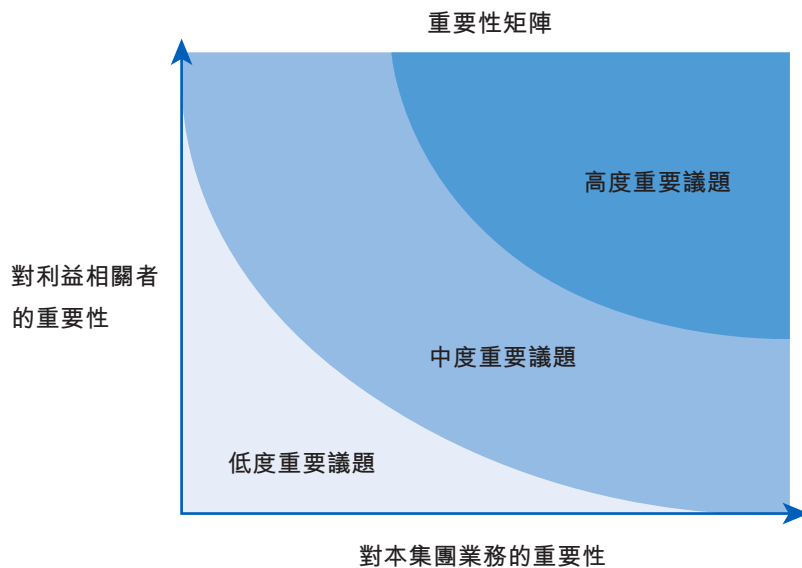 重要性矩陣
高度重要議題
對利益相關者
的重要性
中度重要議題
低度重要議題
對本集團業務的重要性